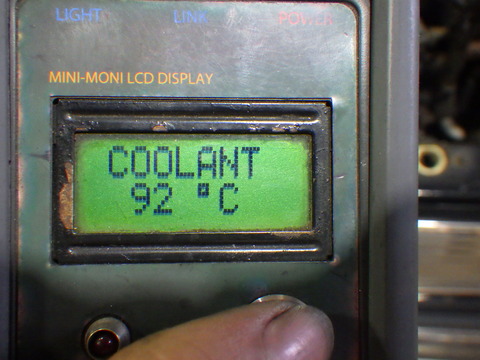 LIGHT LINK POWER
MINI-MONI LCD DISPLAY
COOLANT
92 °C